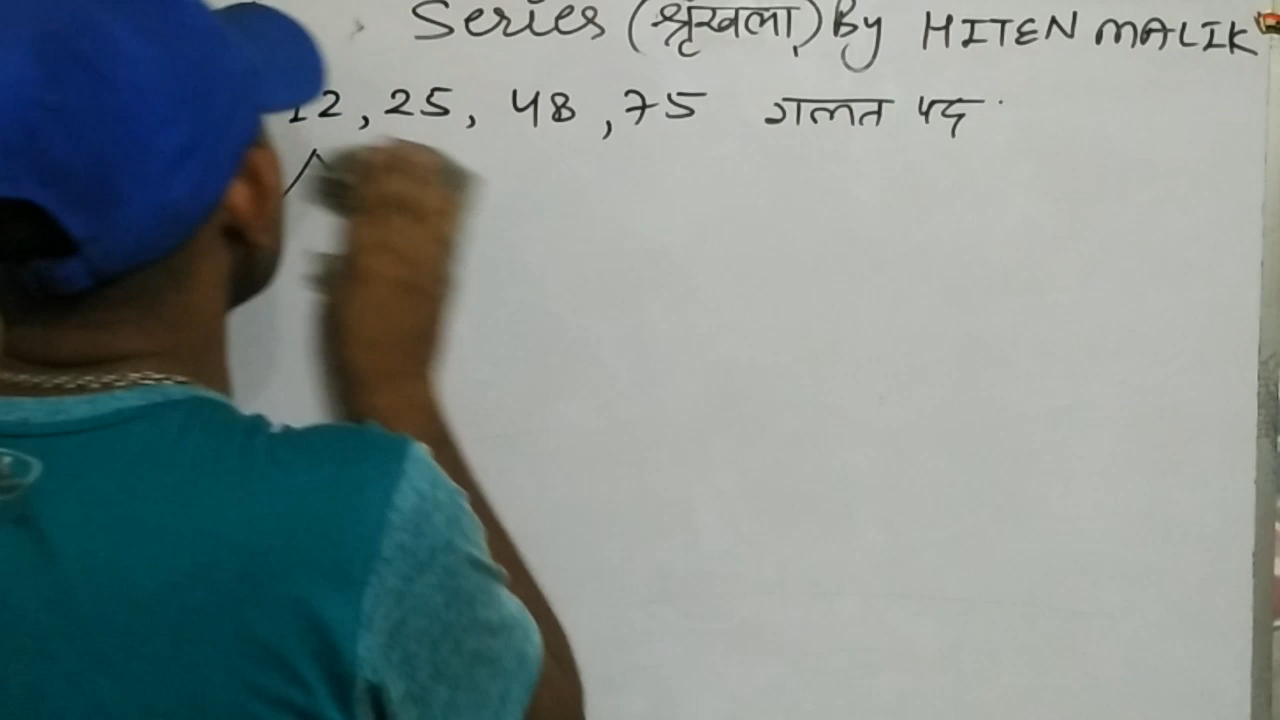 Series (श्रृंखला) By HITEN MALIK
12, 25, 48, 75 गलत पद